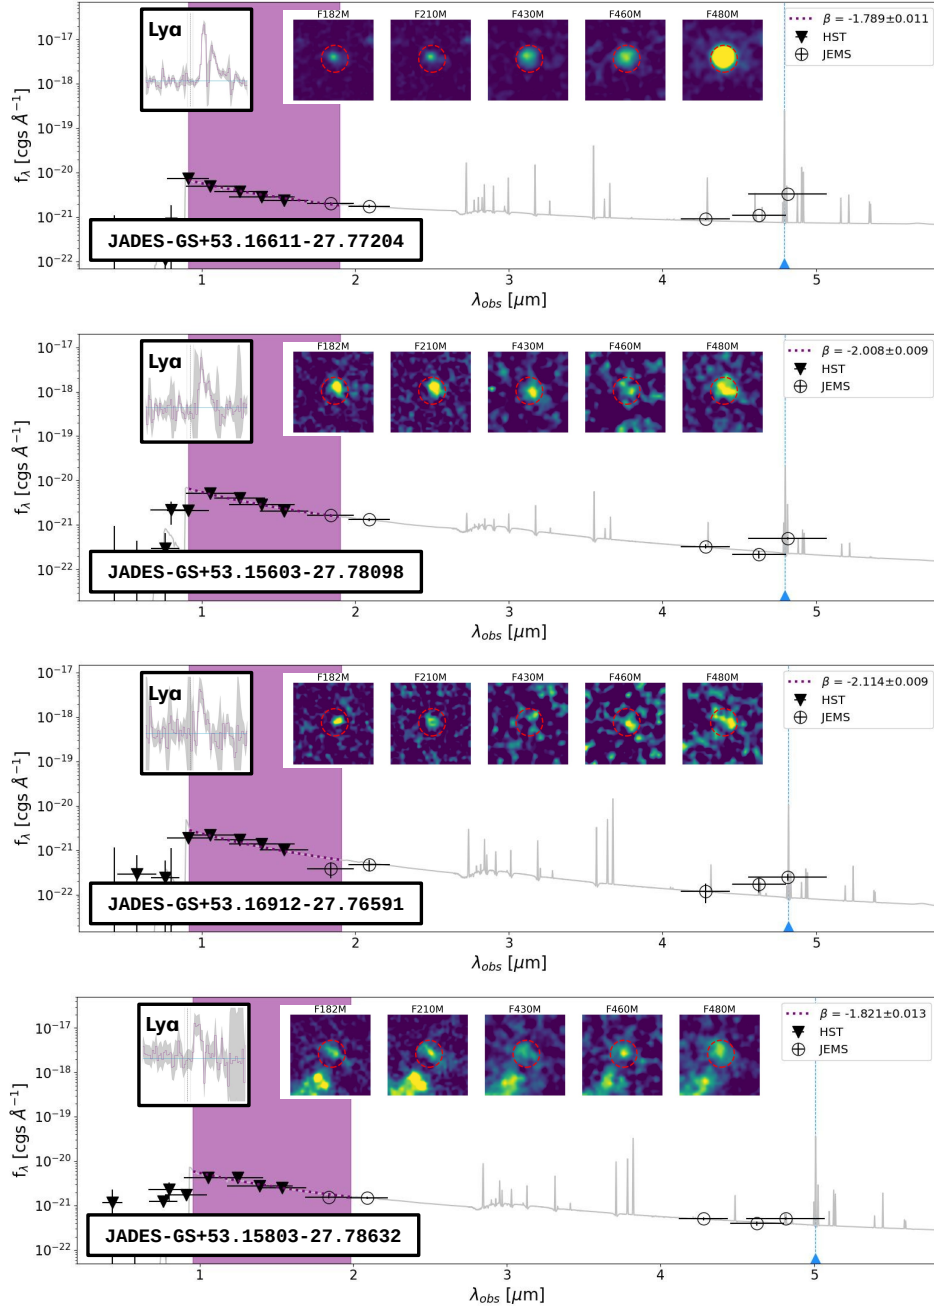 Lyα
F182M F210M F430M F460M F480M
β = -1.789±0.011
HST
JEMS
10⁻¹⁷
10⁻¹⁸
10⁻¹⁹
10⁻²⁰
10⁻²¹
10⁻²²
f_λ [cgs Å⁻¹]
JADES-GS+53.16611-27.77204
1 2 3 4 5
λ_obs [μm]
Lyα
F182M F210M F430M F460M F480M
β = -2.008±0.009
HST
JEMS
10⁻¹⁷
10⁻¹⁸
10⁻¹⁹
10⁻²⁰
10⁻²¹
10⁻²²
f_λ [cgs Å⁻¹]
JADES-GS+53.15603-27.78098
1 2 3 4 5
λ_obs [μm]
Lyα
F182M F210M F430M F460M F480M
β = -2.114±0.009
HST
JEMS
10⁻¹⁷
10⁻¹⁸
10⁻¹⁹
10⁻²⁰
10⁻²¹
10⁻²²
f_λ [cgs Å⁻¹]
JADES-GS+53.16912-27.76591
1 2 3 4 5
λ_obs [μm]
Lyα
F182M F210M F430M F460M F480M
β = -1.821±0.013
HST
JEMS
10⁻¹⁷
10⁻¹⁸
10⁻¹⁹
10⁻²⁰
10⁻²¹
10⁻²²
f_λ [cgs Å⁻¹]
JADES-GS+53.15803-27.78632
1 2 3 4 5
λ_obs [μm]